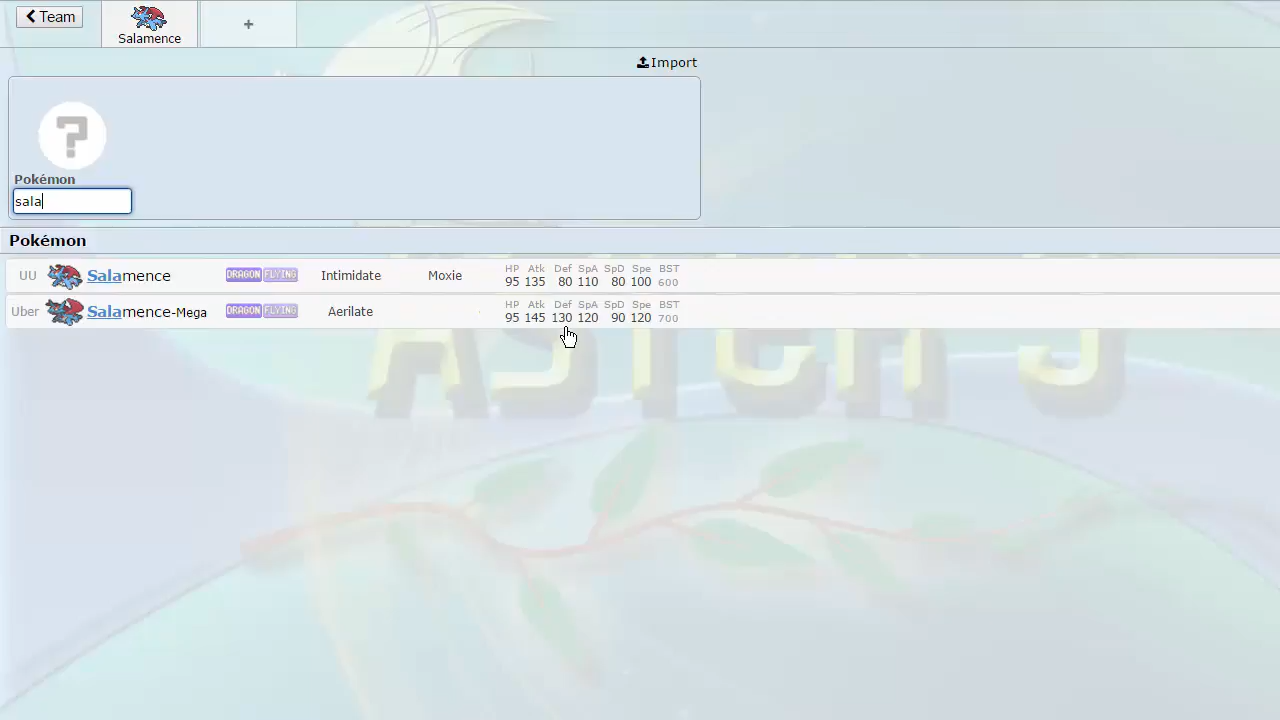 Team
Salamence
+
Import
?
Pokémon
sala
Pokémon
UU Salamence DRAGON FLYING Intimidate Moxie HP 95 Atk 135 Def 80 SpA 110 SpD 80 Spe 100 BST 600
Uber Salamence-Mega DRAGON FLYING Aerilate HP 95 Atk 145 Def 130 SpA 120 SpD 90 Spe 120 BST 700